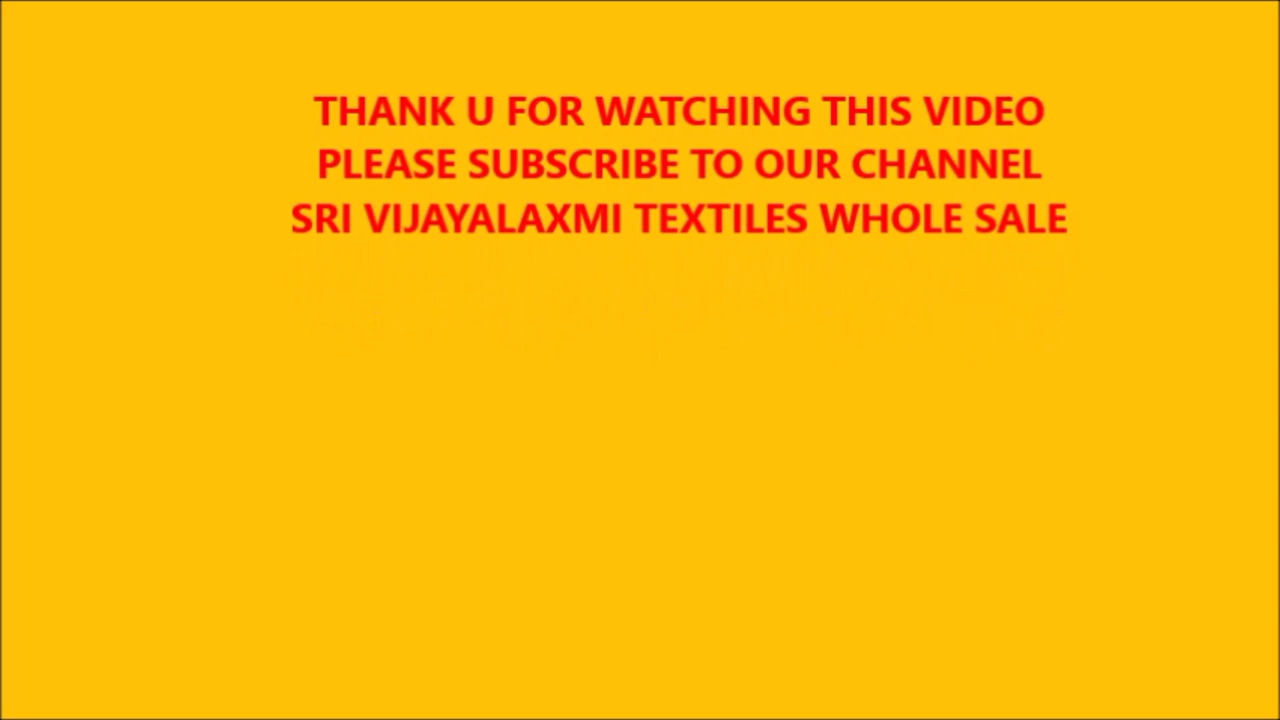 THANK U FOR WATCHING THIS VIDEO
PLEASE SUBSCRIBE TO OUR CHANNEL
SRI VIJAYALAXMI TEXTILES WHOLE SALE